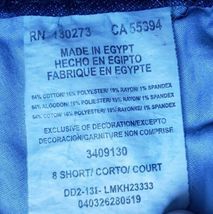 RN 130273 CA 55394
MADE IN EGYPT
HECHO EN EGIPTO
FABRIQUE EN EGYPTE
64% COTTON/ 16% POLYESTER/ 19% RAYON/ 1% SPANDEX
64% ALGODON/ 16% POLIESTER/ 19% RAYON/ 1% SPANDEX
64% COTON/ 16% POLYESTER/ 19% RAYONNE/ 1% SPANDEX
EXCLUSIVE OF DECORATION/EXCEPTO
DECORACION/GARNITURE NON COMPRISE
3409130
8 SHORT/ CORTO/ COURT
DD2-13I- LMKH23333
040326280519